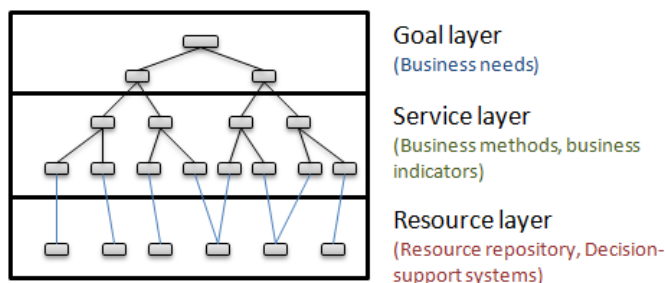 Goal layer
(Business needs)
Service layer
(Business methods, business
indicators)
Resource layer
(Resource repository, Decision-
support systems)